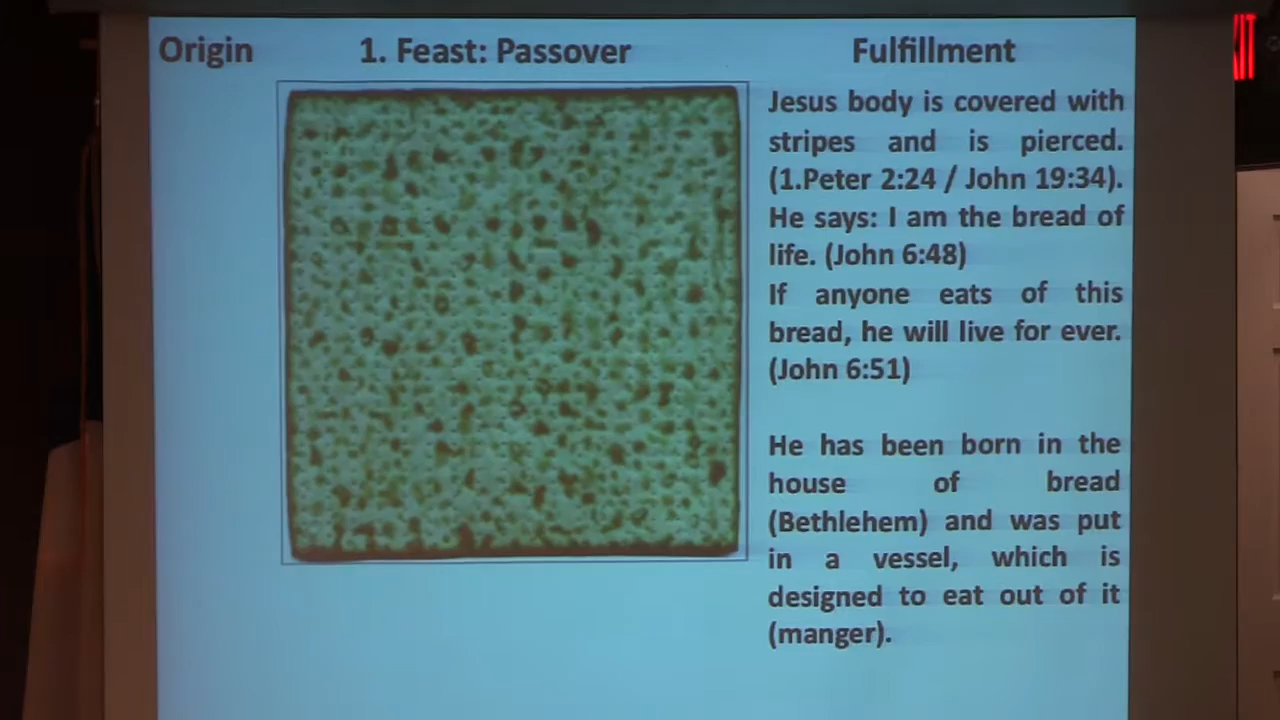 Origin
1. Feast: Passover
Fulfillment
Jesus body is covered with
stripes and is pierced.
(1.Peter 2:24 / John 19:34).
He says: I am the bread of
life. (John 6:48)
If anyone eats of this
bread, he will live for ever.
(John 6:51)
He has been born in the
house of bread
(Bethlehem) and was put
in a vessel, which is
designed to eat out of it
(manger).